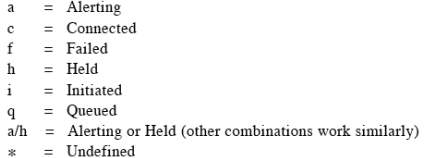 a = Alerting
c = Connected
f = Failed
h = Held
i = Initiated
q = Queued
a/h = Alerting or Held (other combinations work similarly)
* = Undefined